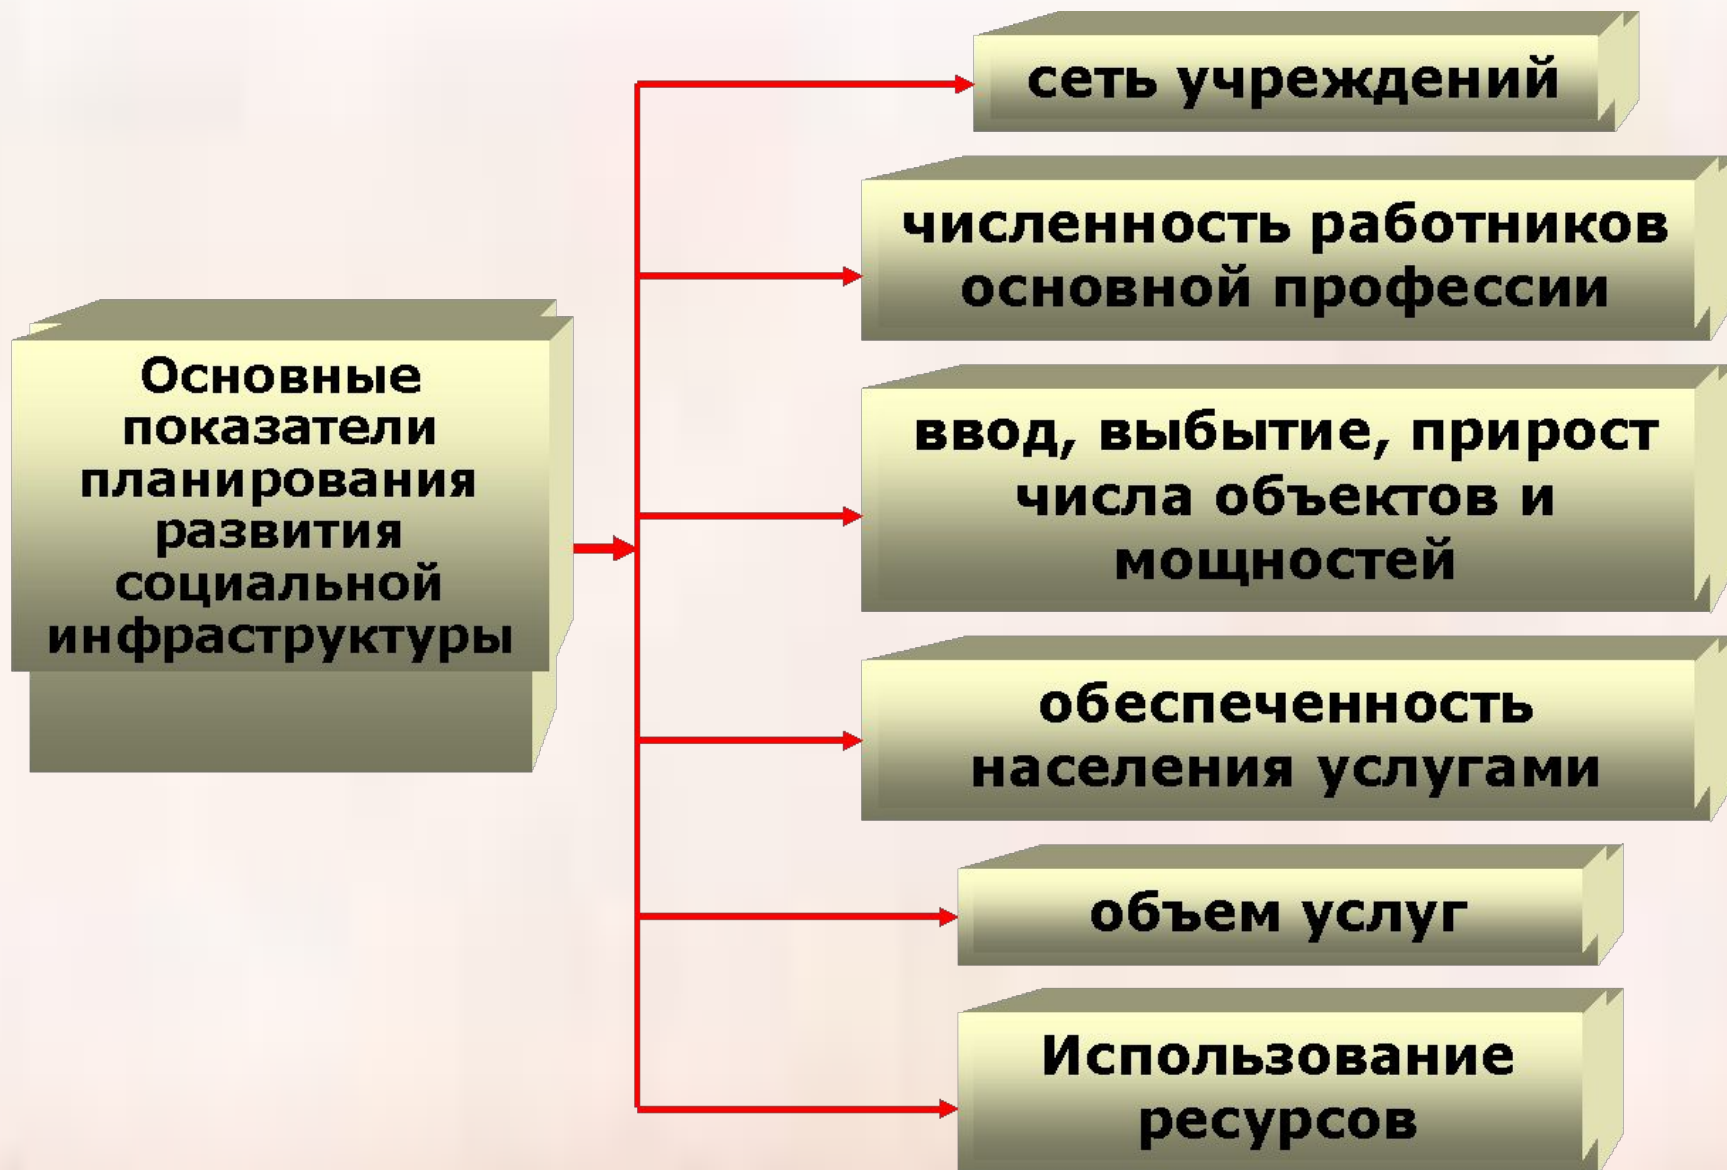 Основные
показатели
планирования
развития
социальной
инфраструктуры
сеть учреждений
численность работников
основной профессии
ввод, выбытие, прирост
числа объектов и
мощностей
обеспеченность
населения услугами
объем услуг
Использование
ресурсов